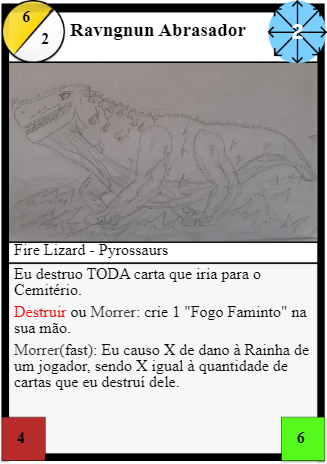 6
2
Ravngnun Abrasador
2
Fire Lizard - Pyrossaurs
Eu destruo TODA carta que iria para o
Cemitério.
Destruir ou Morrer: crie 1 "Fogo Faminto" na
sua mão.
Morrer(fast): Eu causo X de dano à Rainha de
um jogador, sendo X igual à quantidade de
cartas que eu destruí dele.
4
6